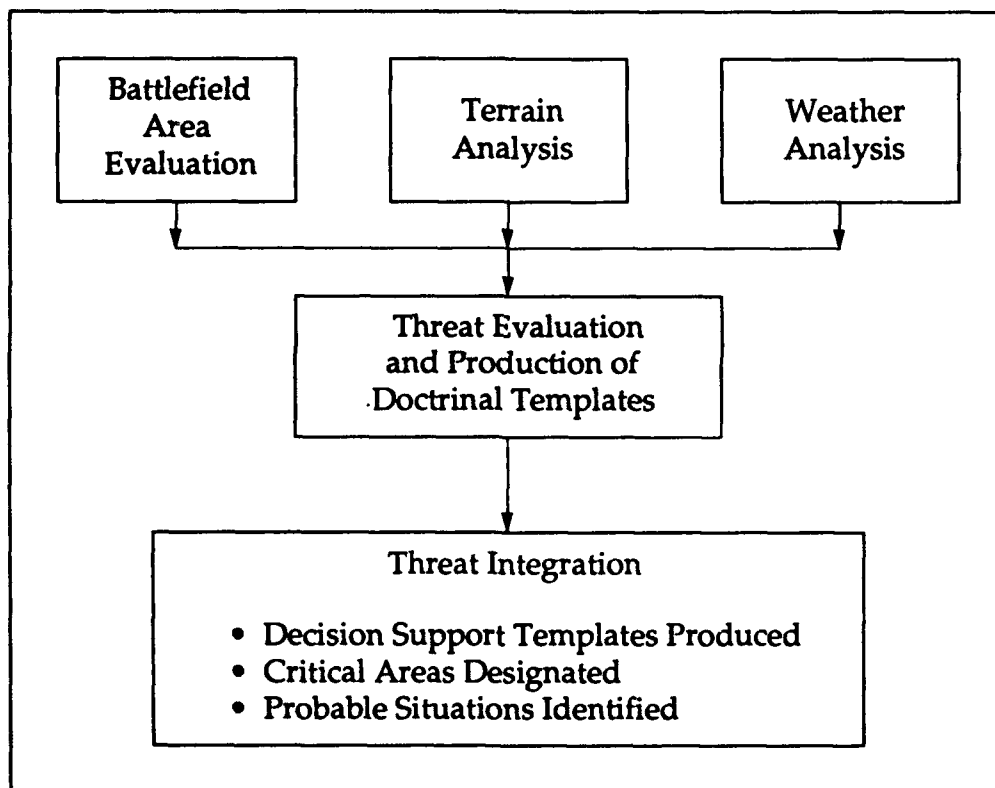 Battlefield
Area
Evaluation
Terrain
Analysis
Weather
Analysis
Threat Evaluation
and Production of
Doctrinal Templates
Threat Integration
• Decision Support Templates Produced
• Critical Areas Designated
• Probable Situations Identified